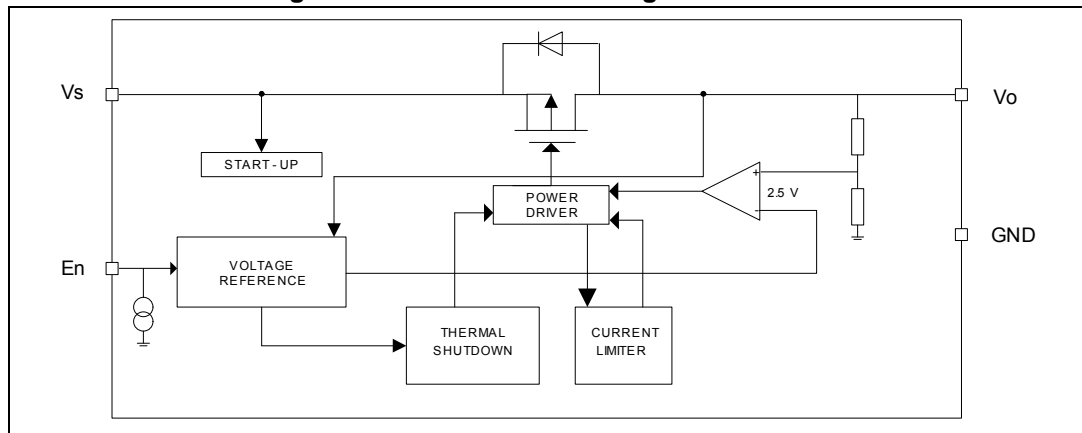 Vs
Vo
START-UP
2.5 V
+
-
POWER
DRIVER
GND
En
VOLTAGE
REFERENCE
THERMAL
SHUTDOWN
CURRENT
LIMITER